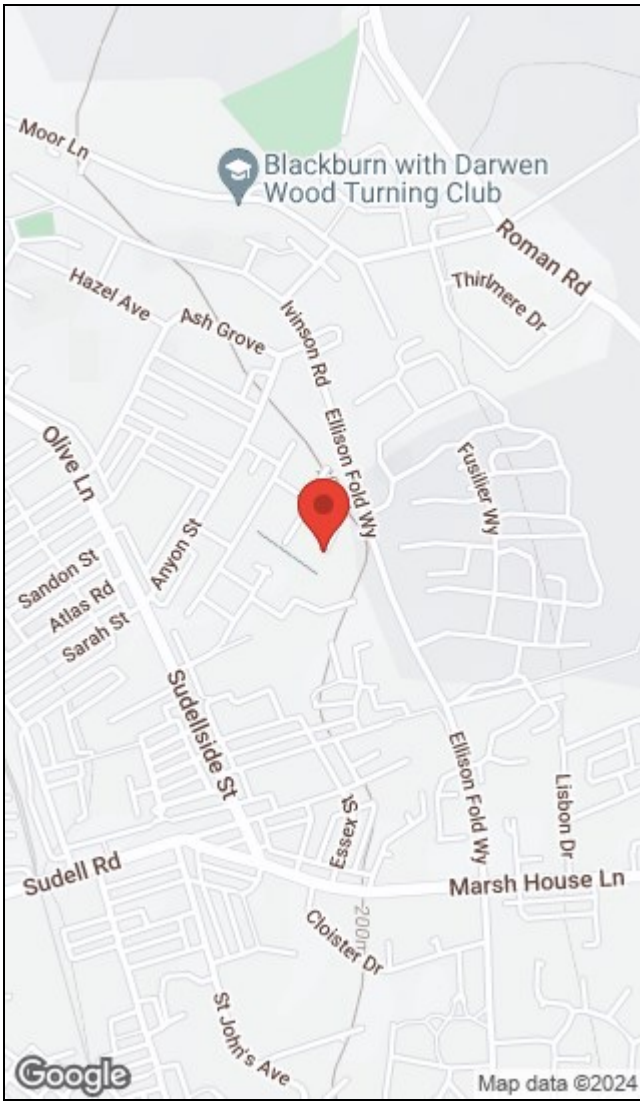 Moor Ln
Blackburn with Darwen
Wood Turning Club
Roman Rd
Thirlmere Dr
Hazel Ave
Ash Grove
Ivinson Rd
Ellison Fold Wy
Olive Ln
Fusilier Wy
Anyon St
Sandon St
Atlas Rd
Sarah St
Sudellside St
Ellison Fold Wy
Lisbon Dr
Essex St
Sudell Rd
Marsh House Ln
200m
Cloister Dr
St John's Ave
Google
Map data ©2024